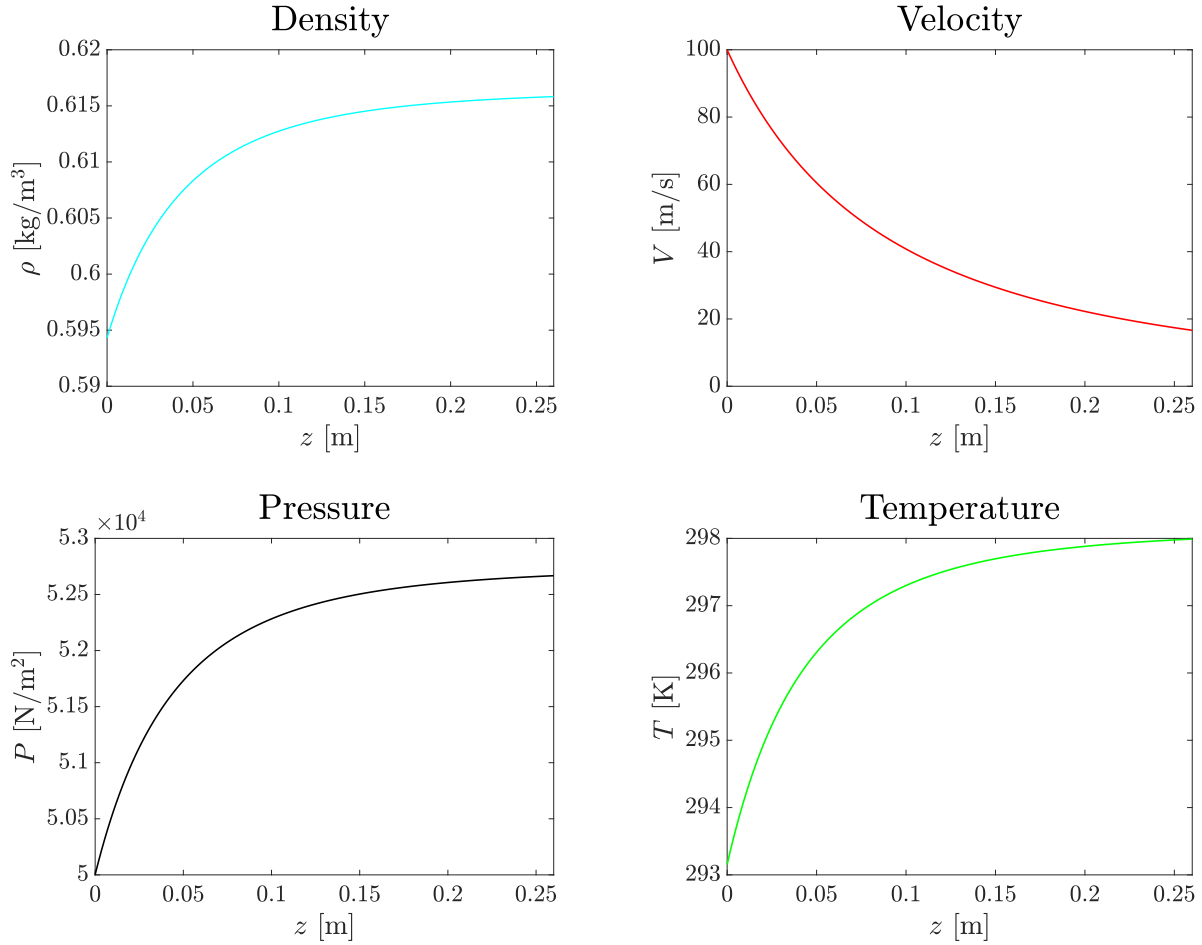 Density
0.62
0.615
0.61
0.605
0.6
0.595
0.59
ρ [kg/m³]
0 0.05 0.1 0.15 0.2 0.25
z [m]
Velocity
100
80
60
40
20
0
V [m/s]
0 0.05 0.1 0.15 0.2 0.25
z [m]
Pressure
×10⁴
5.3
5.25
5.2
5.15
5.1
5.05
5
P [N/m²]
0 0.05 0.1 0.15 0.2 0.25
z [m]
Temperature
298
297
296
295
294
293
T [K]
0 0.05 0.1 0.15 0.2 0.25
z [m]